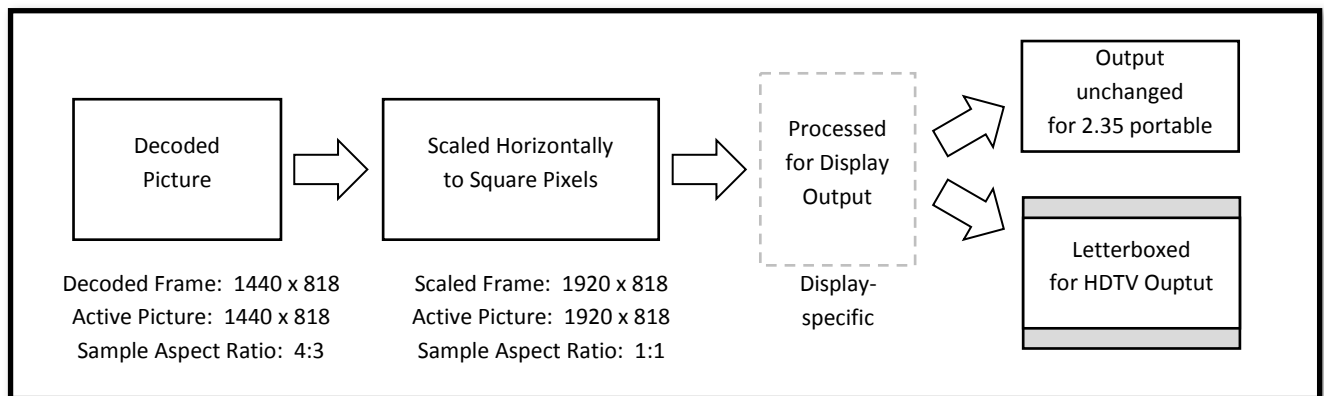 Decoded
Picture
Scaled Horizontally
to Square Pixels
Processed
for Display
Output
Output
unchanged
for 2.35 portable
Letterboxed
for HDTV Ouptut
Decoded Frame: 1440 x 818
Active Picture: 1440 x 818
Sample Aspect Ratio: 4:3
Scaled Frame: 1920 x 818
Active Picture: 1920 x 818
Sample Aspect Ratio: 1:1
Display-
specific